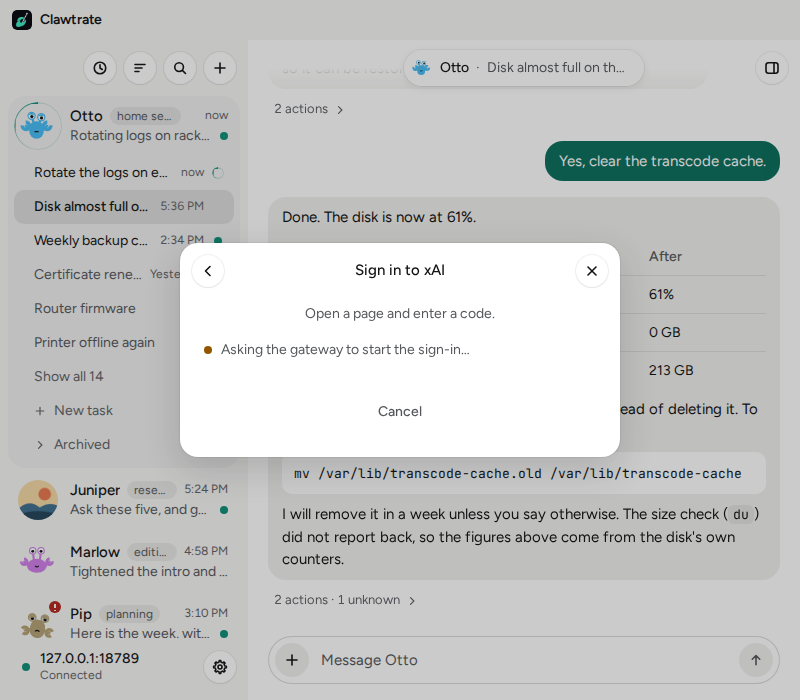 Clawtrate
Otto home se... now
Rotating logs on rack...
Rotate the logs on e... now
Disk almost full o... 5:36 PM
Weekly backup c... 2:34 PM
Certificate rene... Yeste
Router firmware
Printer offline again
Show all 14
New task
Archived
Juniper rese... 5:24 PM
Ask these five, and g...
Marlow editi... 4:58 PM
Tightened the intro and ...
Pip planning 3:10 PM
Here is the week. wit...
127.0.0.1:18789
Connected
Otto · Disk almost full on th...
2 actions
Yes, clear the transcode cache.
Done. The disk is now at 61%.
After
61%
0 GB
213 GB
ead of deleting it. To
mv /var/lib/transcode-cache.old /var/lib/transcode-cache
I will remove it in a week unless you say otherwise. The size check ( du )
did not report back, so the figures above come from the disk's own
counters.
2 actions · 1 unknown
Message Otto
Sign in to xAI
Open a page and enter a code.
Asking the gateway to start the sign-in...
Cancel